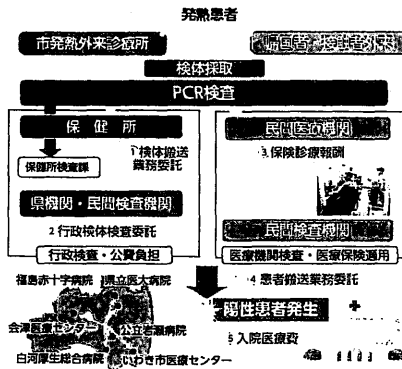 発熱患者
市発熱外来診療所
帰国者・接触者外来
検体採取
PCR検査
保健所
民間医療機関
1 検体搬送
業務委託
3 保険診療報酬
保健所検査課
県機関・民間検査機関
民間検査機関
2 行政検体検査委託
行政検査・公費負担
医療機関検査・医療保険適用
福島赤十字病院
県立医大病院
4 患者搬送業務委託
陽性患者発生
会津医療センター
公立岩瀬病院
5 入院医療費
白河厚生総合病院
いわき市医療センター